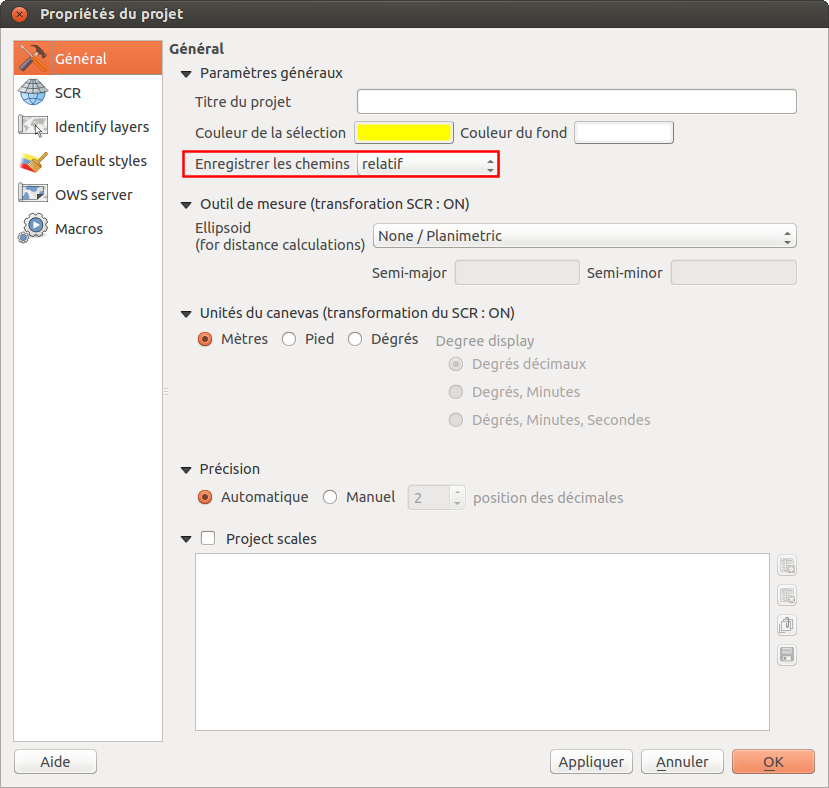 Propriétés du projet
Général
SCR
Identify layers
Default styles
OWS server
Macros
Général
Paramètres généraux
Titre du projet
Couleur de la sélection Couleur du fond
Enregistrer les chemins relatif
Outil de mesure (transforation SCR : ON)
Ellipsoid
(for distance calculations) None / Planimetric
Semi-major Semi-minor
Unités du canevas (transformation du SCR : ON)
Mètres Pied Dégrés Degree display
Degrés décimaux
Degrés, Minutes
Dégrés, Minutes, Secondes
Précision
Automatique Manuel 2 position des décimales
Project scales
Aide Appliquer Annuler OK